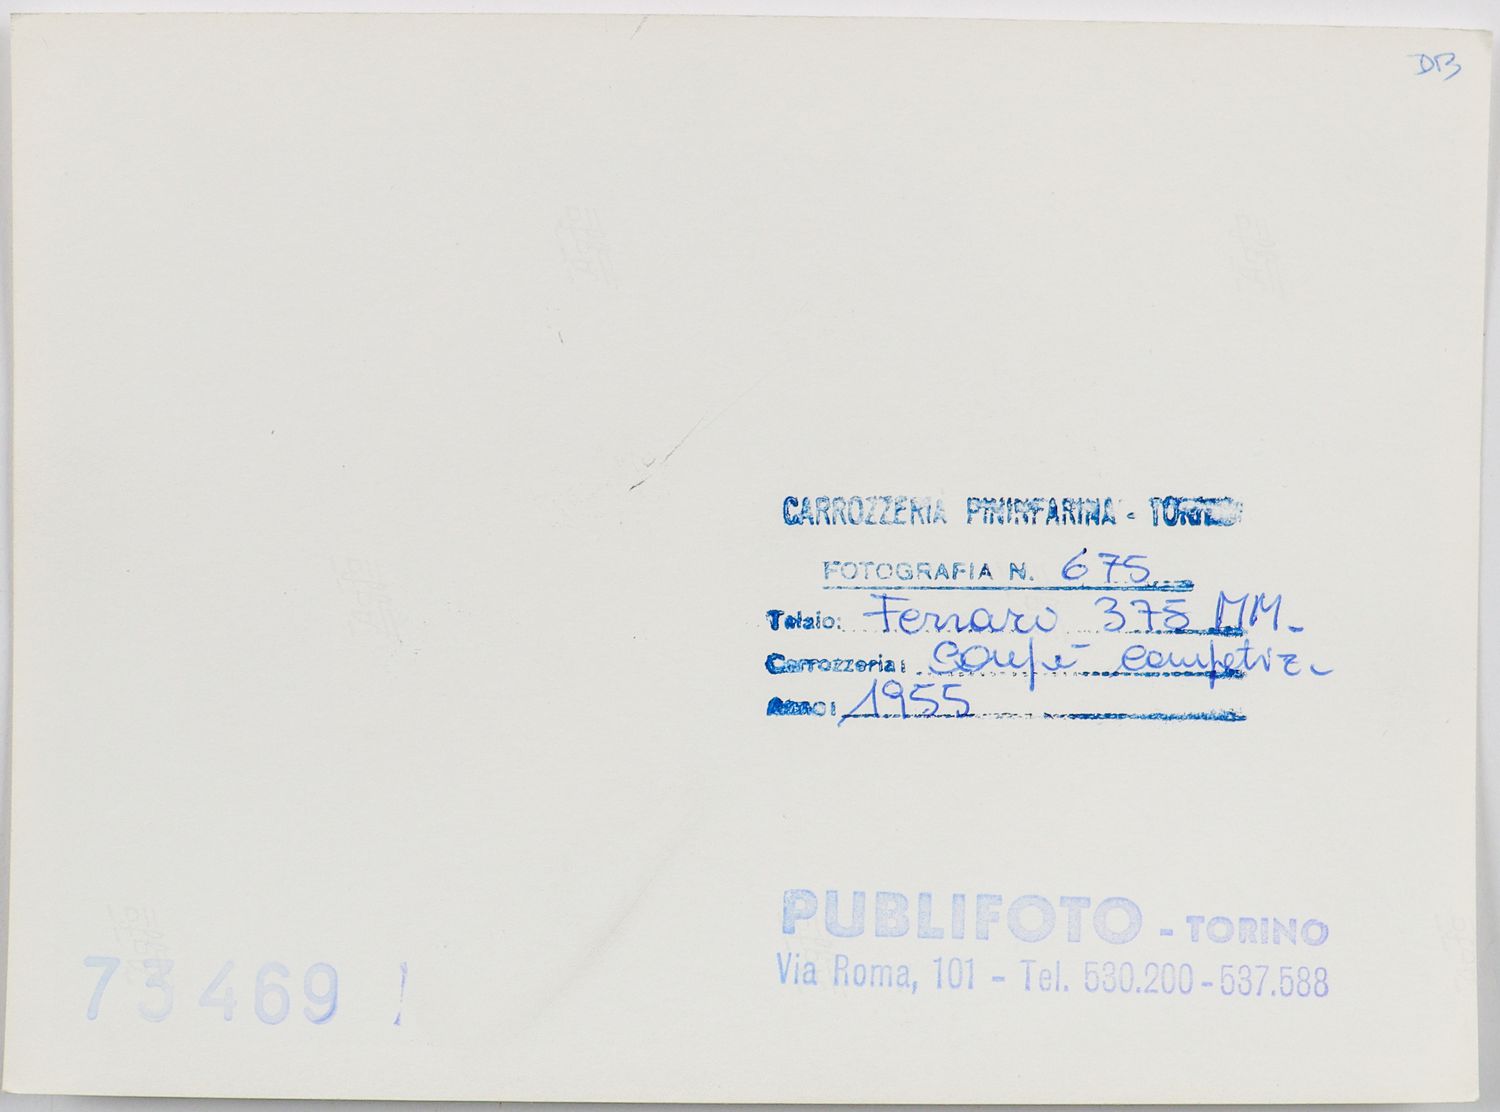 DB
CARROZZERIA PININFARINA - TORINO
FOTOGRAFIA N. 675
Telaio: Ferrari 375 MM.
Carrozzeria: Coupé competiz.
Anno: 1955
PUBLIFOTO - TORINO
Via Roma, 101 - Tel. 530.200 - 537.588
73469